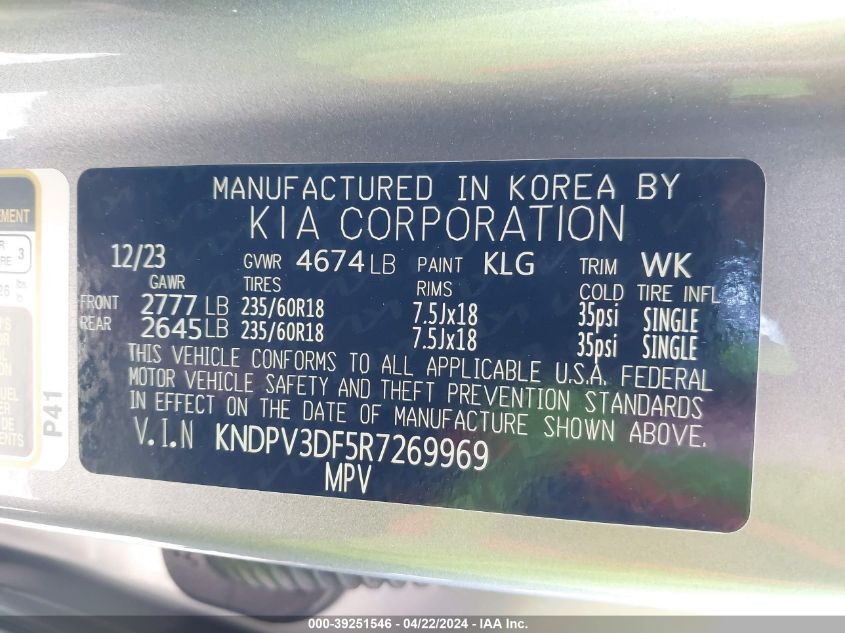 MANUFACTURED IN KOREA BY
KIA CORPORATION
12/23 GVWR 4674 LB PAINT KLG TRIM WK
GAWR TIRES RIMS COLD TIRE INFL
FRONT 2777 LB 235/60R18 7.5Jx18 35psi SINGLE
REAR 2645 LB 235/60R18 7.5Jx18 35psi SINGLE
THIS VEHICLE CONFORMS TO ALL APPLICABLE U.S.A. FEDERAL
MOTOR VEHICLE SAFETY AND THEFT PREVENTION STANDARDS
IN EFFECT ON THE DATE OF MANUFACTURE SHOWN ABOVE.
V.I.N KNDPV3DF5R7269969
MPV
P41
3
000-39251546 | 04/22/2024 - IAA Inc.